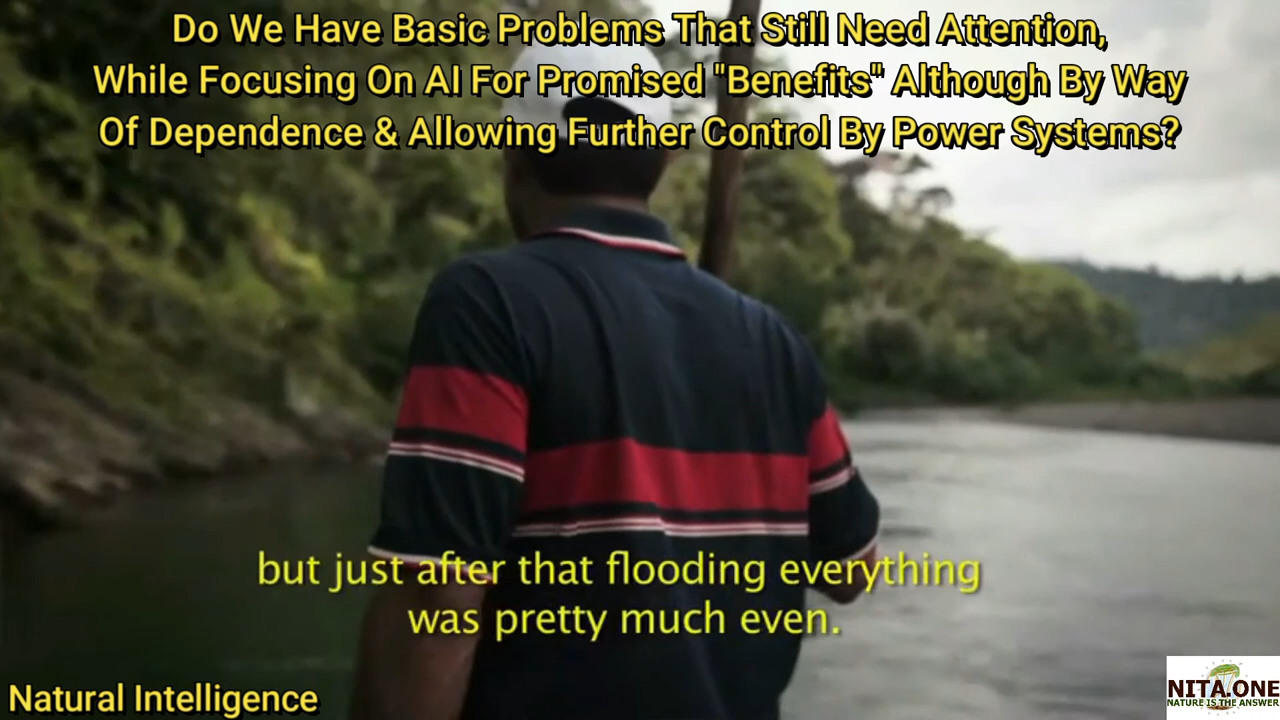 Do We Have Basic Problems That Still Need Attention,
While Focusing On AI For Promised "Benefits" Although By Way
Of Dependence & Allowing Further Control By Power Systems?
but just after that flooding everything
was pretty much even.
Natural Intelligence
NITA.ONE
NATURE IS THE ANSWER